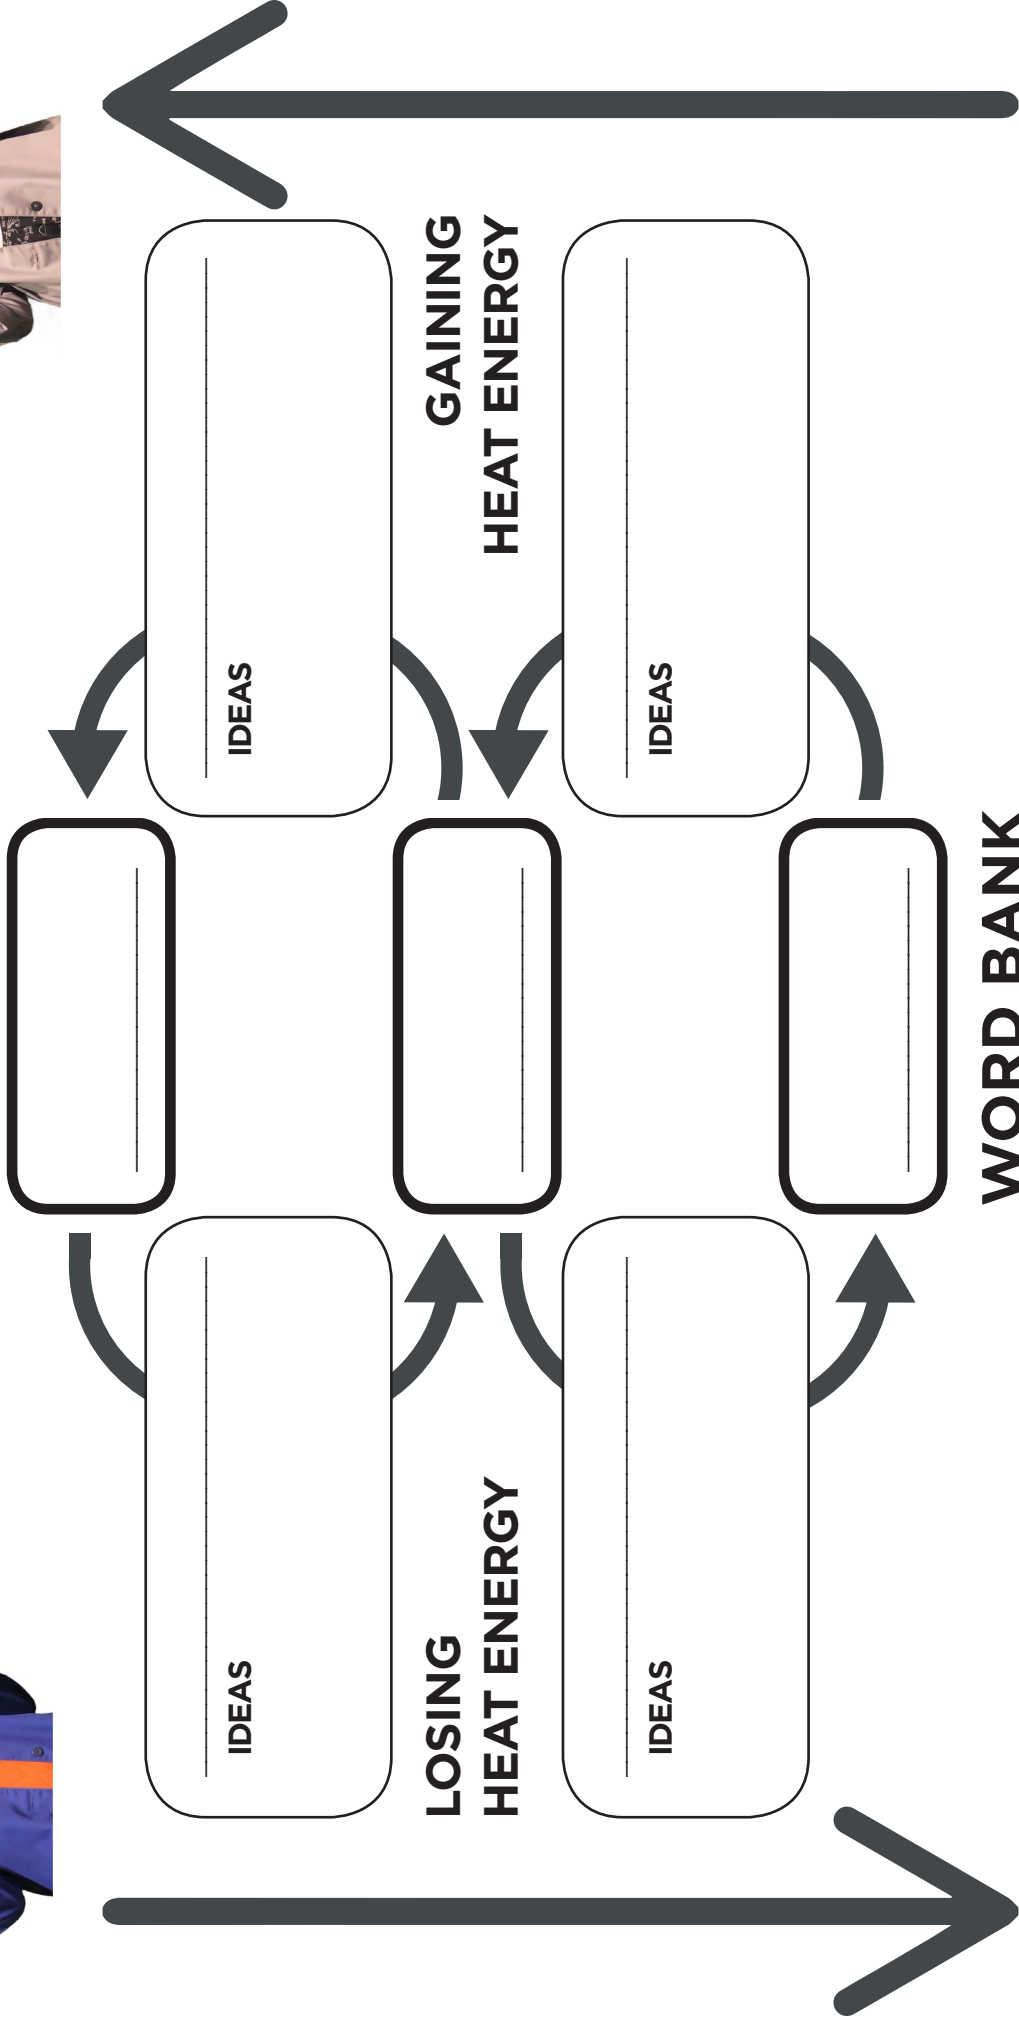 IDEAS
IDEAS
LOSING
HEAT ENERGY
GAINING
HEAT ENERGY
IDEAS
IDEAS
WORD BANK